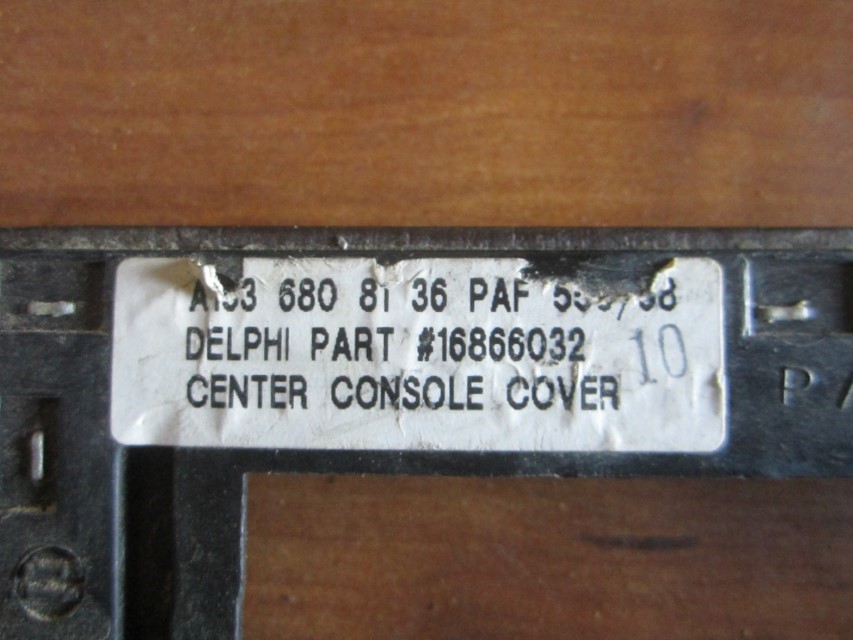 680 81 36 PAF
DELPHI PART #16866032
10
CENTER CONSOLE COVER